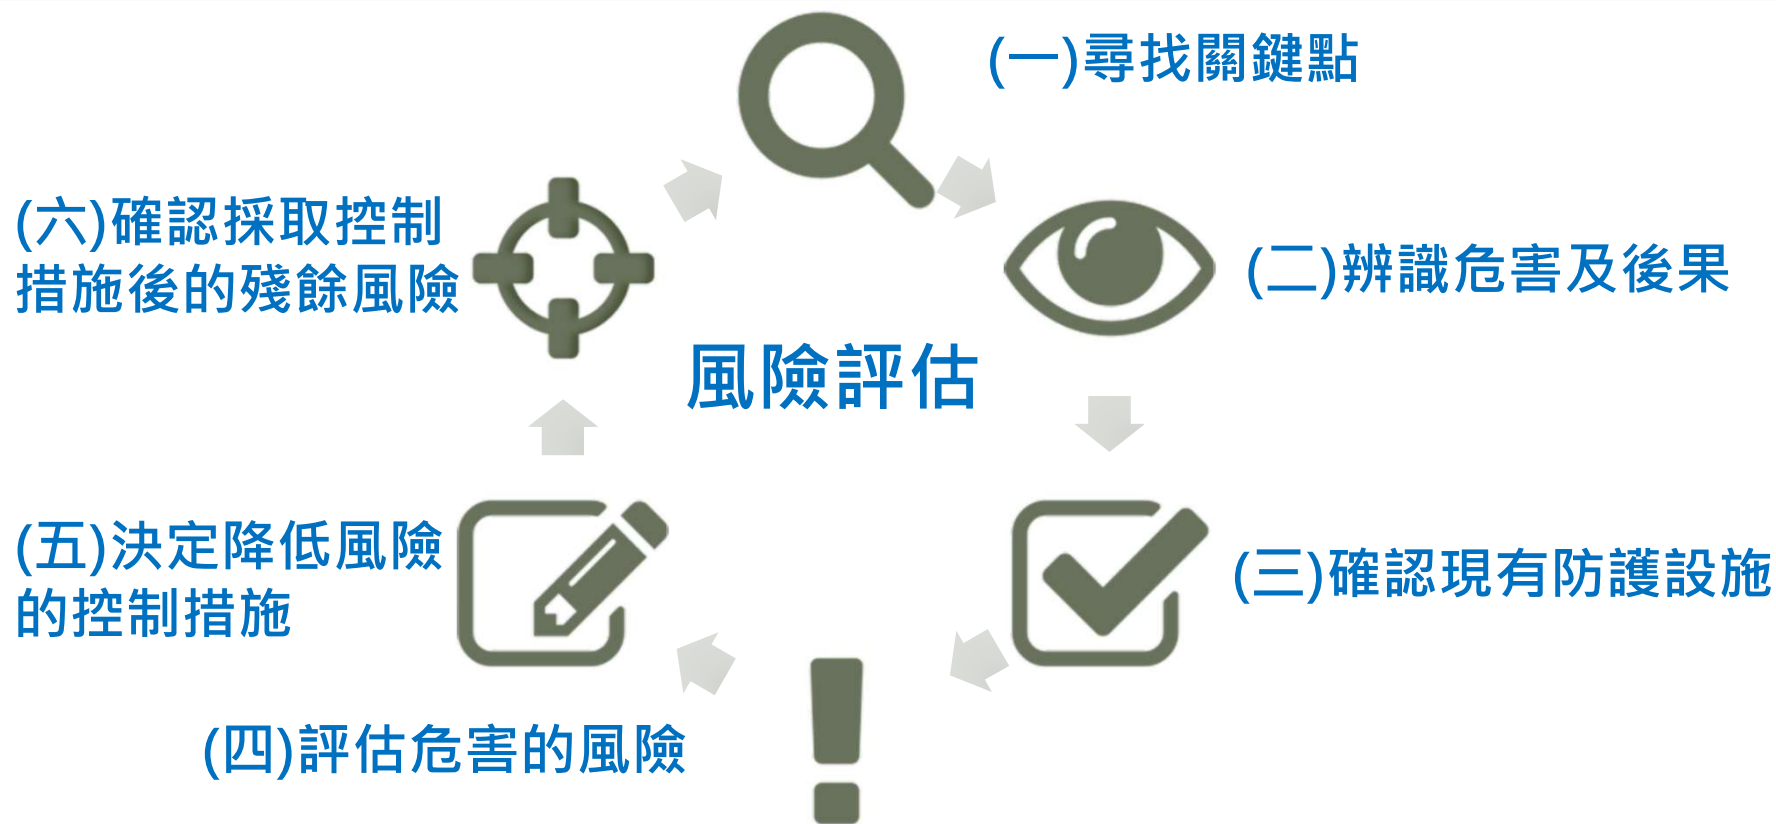 (一)尋找關鍵點
(二)辨識危害及後果
(三)確認現有防護設施
(四)評估危害的風險
(五)決定降低風險
的控制措施
(六)確認採取控制
措施後的殘餘風險
風險評估